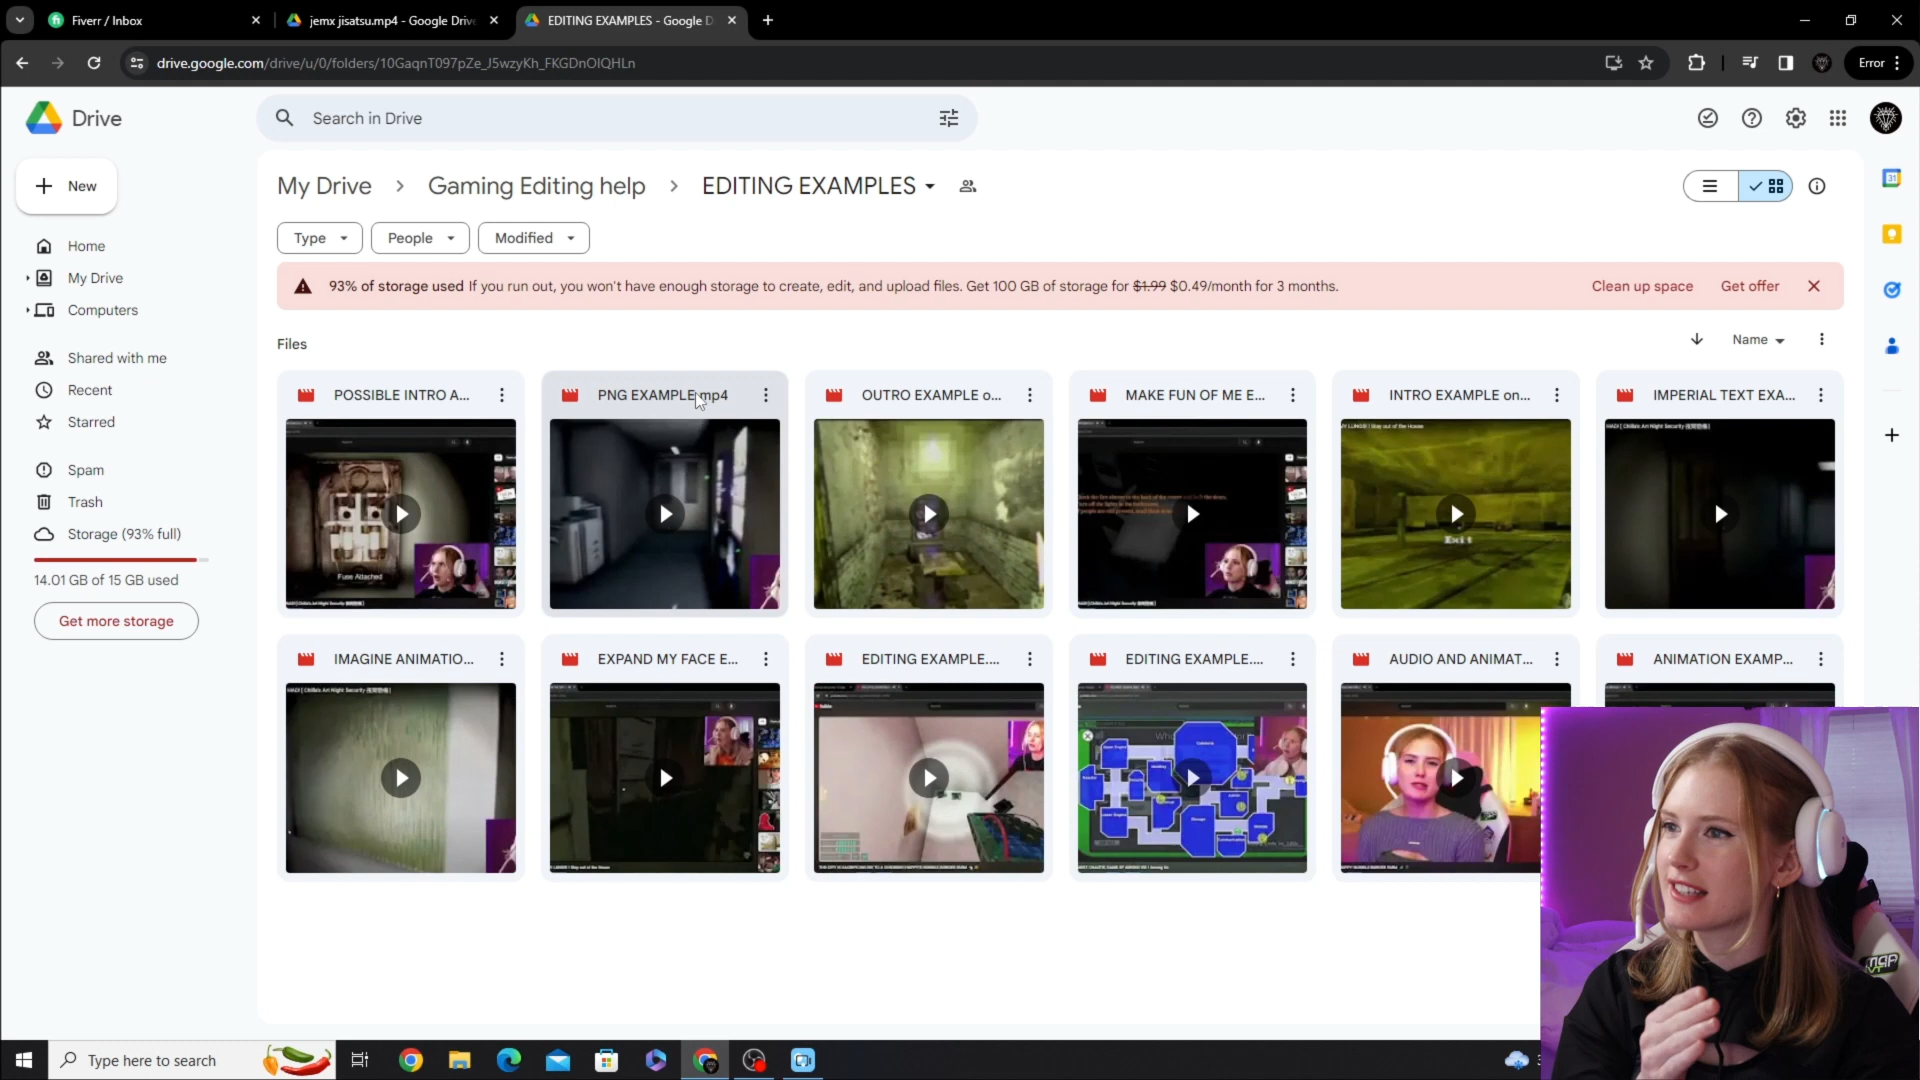 Fiverr / Inbox
jemx jisatsu.mp4 - Google Drive
EDITING EXAMPLES - Google D
drive.google.com/drive/u/0/folders/10GaqnT097pZe_J5wzyKh_FKGDnOIQHLn
Error
Drive
Search in Drive
New
My Drive > Gaming Editing help > EDITING EXAMPLES
Type
People
Modified
Home
My Drive
Computers
Shared with me
Recent
Starred
Spam
Trash
Storage (93% full)
14.01 GB of 15 GB used
Get more storage
93% of storage used If you run out, you won't have enough storage to create, edit, and upload files. Get 100 GB of storage for $1.99 $0.49/month for 3 months.
Clean up space
Get offer
Files
Name
POSSIBLE INTRO A...
PNG EXAMPLE.mp4
OUTRO EXAMPLE o...
MAKE FUN OF ME E...
INTRO EXAMPLE on...
IMPERIAL TEXT EXA...
Fuse Attached
Exit
IMAGINE ANIMATIO...
EXPAND MY FACE E...
EDITING EXAMPLE....
EDITING EXAMPLE....
AUDIO AND ANIMAT...
ANIMATION EXAMP...
31
Type here to search